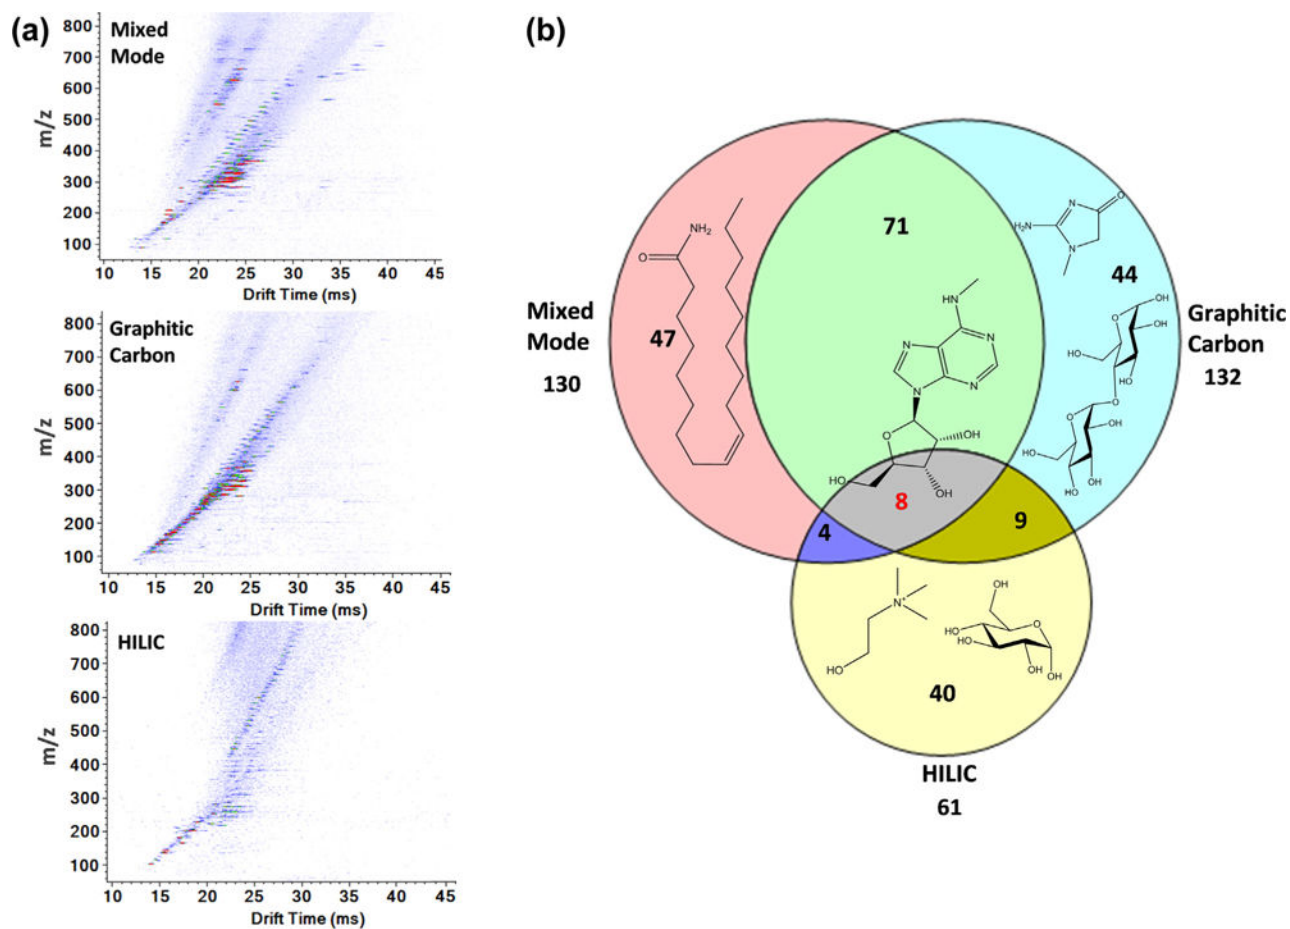 (a)
Mixed
Mode
800
700
600
500
400
300
200
100
m/z
10 15 20 25 30 35 40 45
Drift Time (ms)
Graphitic
Carbon
800
700
600
500
400
300
200
100
m/z
10 15 20 25 30 35 40 45
Drift Time (ms)
HILIC
800
700
600
500
400
300
200
100
m/z
10 15 20 25 30 35 40 45
Drift Time (ms)
(b)
Mixed
Mode
130
47
NH2
O
71
HN
N
N
N
N
O
OH
HO
OH
N
O
H2N
N
44
Graphitic
Carbon
132
OH
O
OH
HO
OH
OH
O
O
OH
HO
OH
OH
8
4
9
N+
HO
OH
O
HO
HO
OH
OH
40
HILIC
61